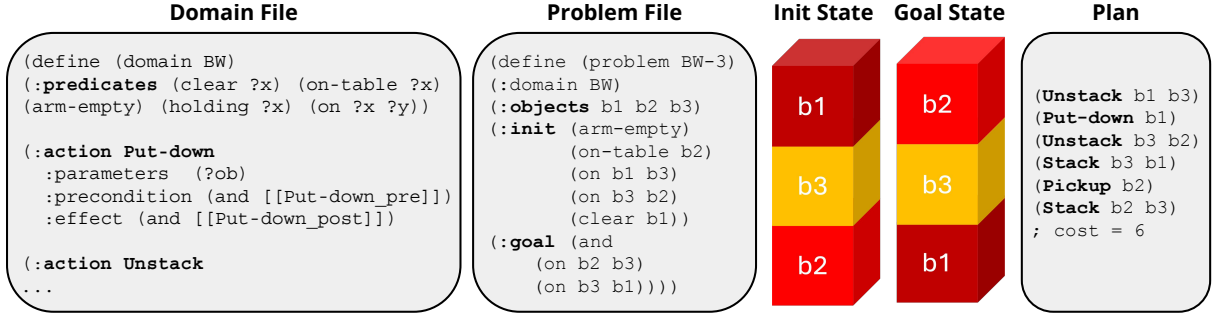 Domain File
(define (domain BW)
(:predicates (clear ?x) (on-table ?x)
(arm-empty) (holding ?x) (on ?x ?y))
(:action Put-down
:parameters (?ob)
:precondition (and [[Put-down_pre]])
:effect (and [[Put-down_post]])
(:action Unstack
...
Problem File
(define (problem BW-3)
(:domain BW)
(:objects b1 b2 b3)
(:init (arm-empty)
(on-table b2)
(on b1 b3)
(on b3 b2)
(clear b1))
(:goal (and
(on b2 b3)
(on b3 b1))))
Init State
b1
b3
b2
Goal State
b2
b3
b1
Plan
(Unstack b1 b3)
(Put-down b1)
(Unstack b3 b2)
(Stack b3 b1)
(Pickup b2)
(Stack b2 b3)
; cost = 6